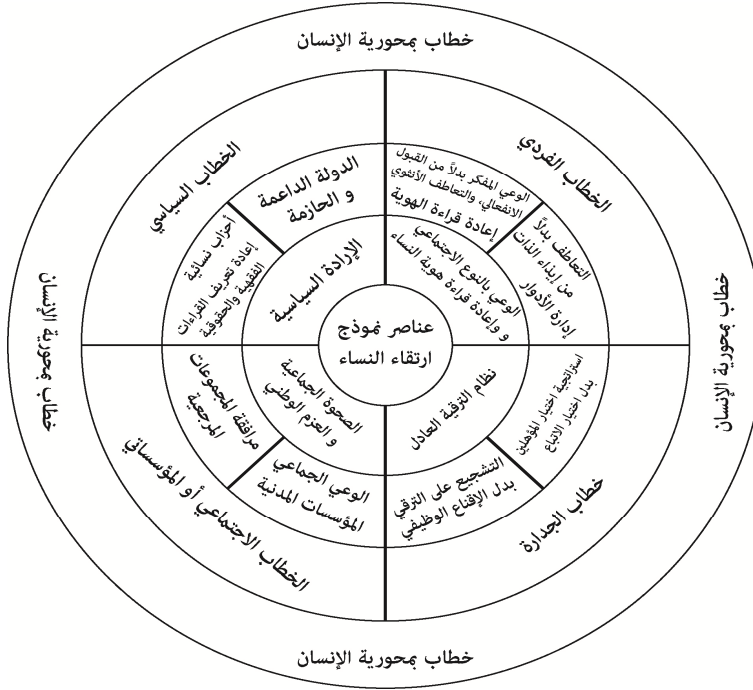 خطاب بمحورية الإنسان
الخطاب الفردي
الخطاب السياسي
الوعي المفكر بدلاً من القبول
الانفعالي، والتعاطف الأنثوي
إعادة قراءة الهوية
التعاطف بدلاً
من إيذاء الذات
إدارة الأدوار
الدولة الداعمة
و الحازمة
أحزاب نسائية
إعادة تعريف القراءات
الفقهية والحقوقية
الوعي بالنوع الاجتماعي
و وإعادة قراءة هوية النساء
الإرادة السياسية
عناصر نموذج
ارتقاء النساء
خطاب بمحورية الإنسان
خطاب بمحورية الإنسان
نظام الترقية العادل
الصحوة الجماعية
و العزم الوطني
استراتجية اختيار المؤهلين
بدل اختيار الاتباع
التشجيع على الترقي
بدل الإقناع الوظيفي
مرافقة المجموعات
المرجعية
الوعي الجماعي
المؤسسات المدنية
خطاب الجدارة
الخطاب الاجتماعي أو المؤسساتي
خطاب بمحورية الإنسان